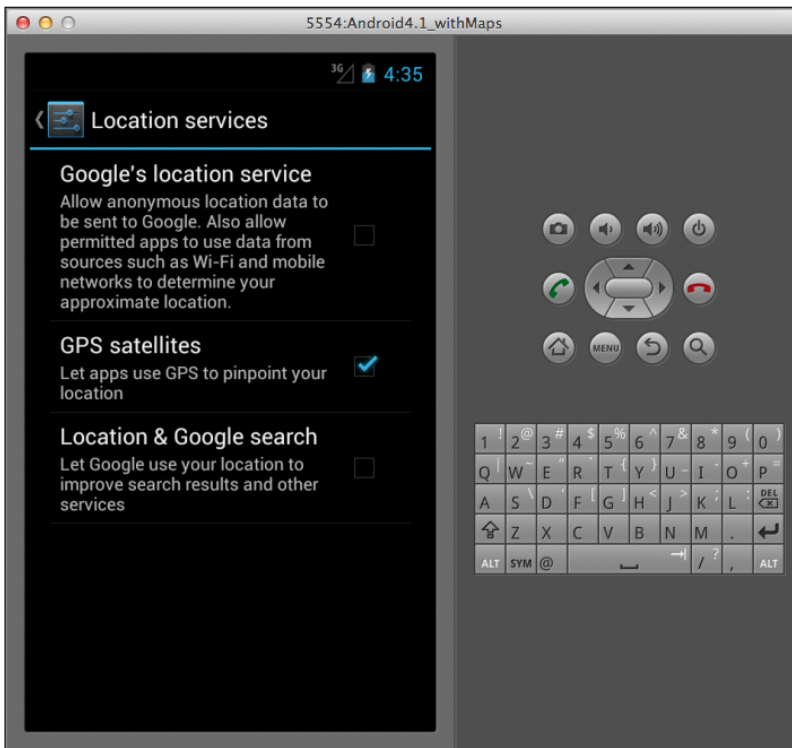 5554:Android4.1_withMaps
3G 4:35
Location services
Google's location service
Allow anonymous location data to
be sent to Google. Also allow
permitted apps to use data from
sources such as Wi-Fi and mobile
networks to determine your
approximate location.
GPS satellites
Let apps use GPS to pinpoint your
location
Location & Google search
Let Google use your location to
improve search results and other
services
MENU
1 ! 2 @ 3 # 4 $ 5 % 6 ^ 7 & 8 * 9 ( 0 )
Q | W ~ E " R ` T { Y } U _ I - O + P =
A S \ D ' F [ G ] H < J > K ; L : DEL
Z X C V B N M .
ALT SYM @ / ? , ALT